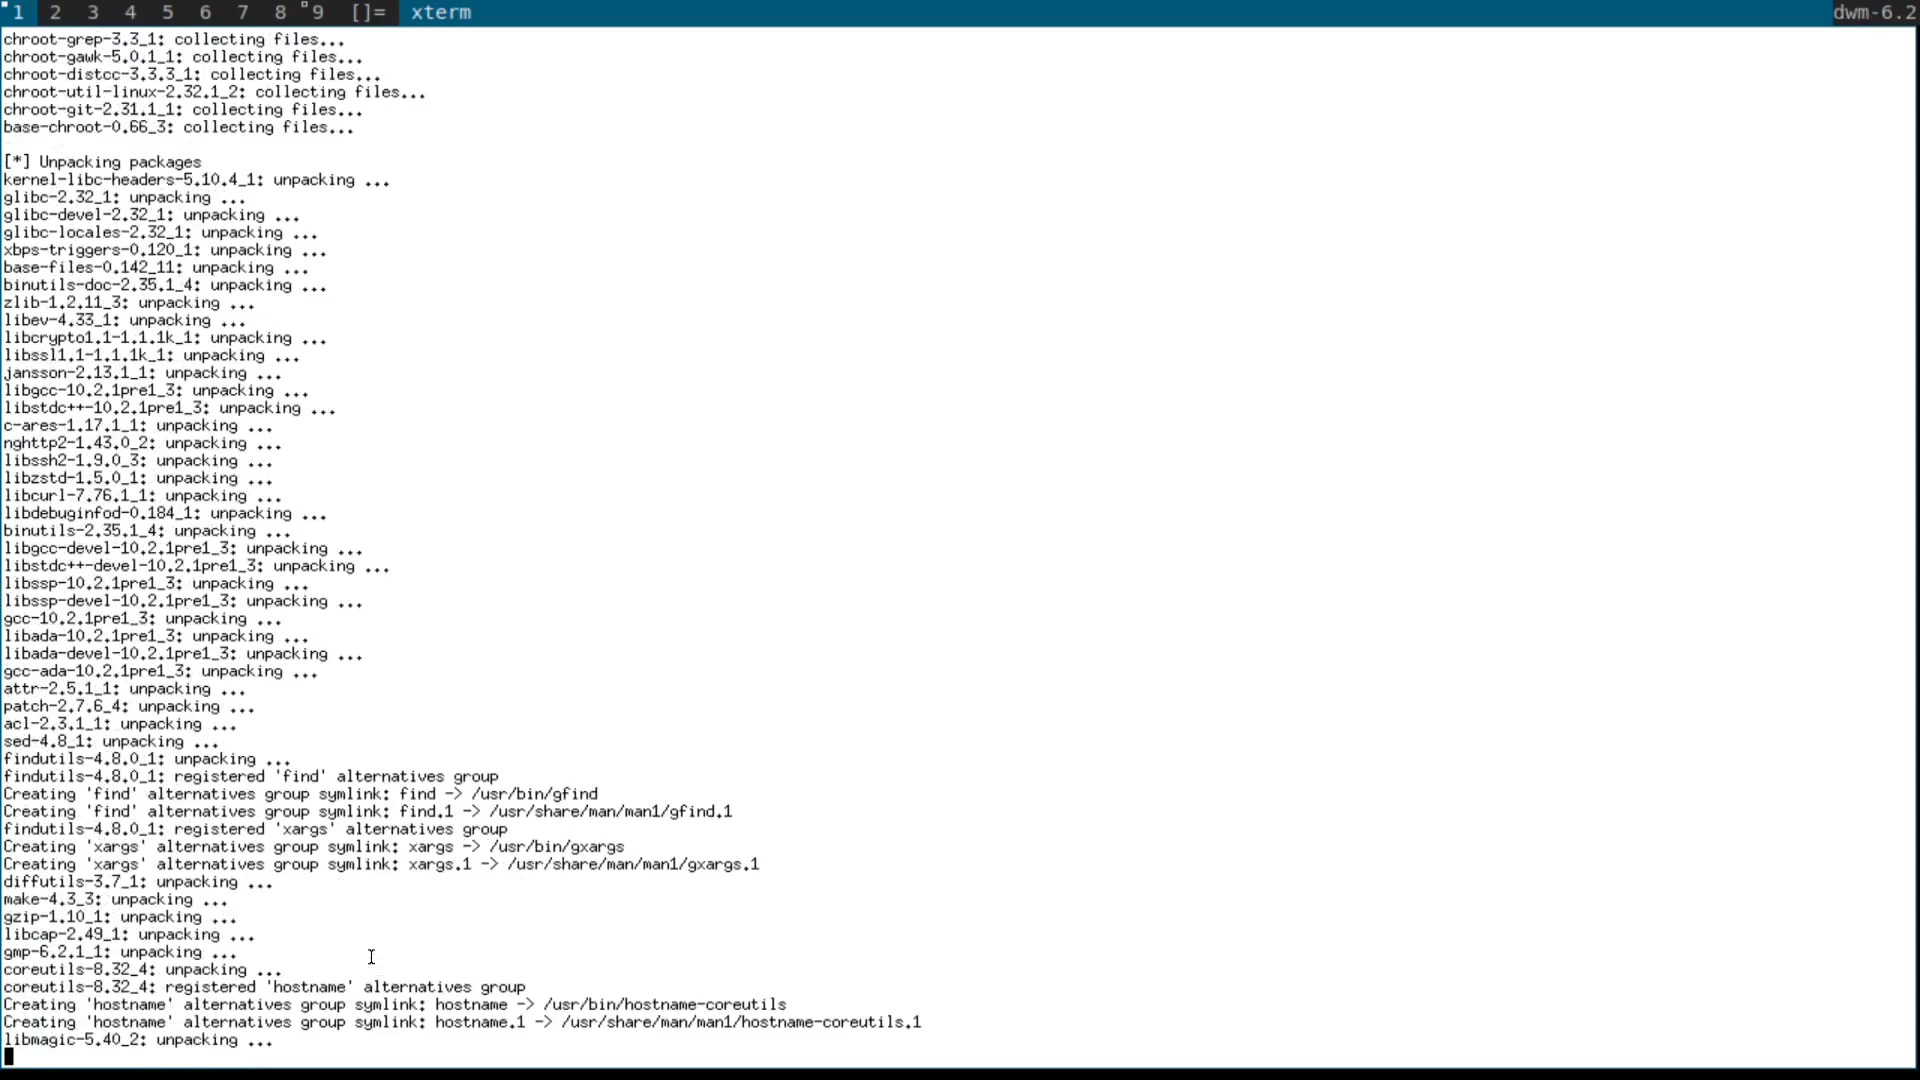 1 2 3 4 5 6 7 8 9 []= xterm dwm-6.2
chroot-grep-3.3_1: collecting files...
chroot-gawk-5.0.1_1: collecting files...
chroot-distcc-3.3.3_1: collecting files...
chroot-util-linux-2.32.1_2: collecting files...
chroot-git-2.31.1_1: collecting files...
base-chroot-0.66_3: collecting files...
[*] Unpacking packages
kernel-libc-headers-5.10.4_1: unpacking ...
glibc-2.32_1: unpacking ...
glibc-devel-2.32_1: unpacking ...
glibc-locales-2.32_1: unpacking ...
xbps-triggers-0.120_1: unpacking ...
base-files-0.142_11: unpacking ...
binutils-doc-2.35.1_4: unpacking ...
zlib-1.2.11_3: unpacking ...
libev-4.33_1: unpacking ...
libcrypto1.1-1.1.1k_1: unpacking ...
libssl1.1-1.1.1k_1: unpacking ...
jansson-2.13.1_1: unpacking ...
libgcc-10.2.1pre1_3: unpacking ...
libstdc++-10.2.1pre1_3: unpacking ...
c-ares-1.17.1_1: unpacking ...
nghttp2-1.43.0_2: unpacking ...
libssh2-1.9.0_3: unpacking ...
libzstd-1.5.0_1: unpacking ...
libcurl-7.76.1_1: unpacking ...
libdebuginfod-0.184_1: unpacking ...
binutils-2.35.1_4: unpacking ...
libgcc-devel-10.2.1pre1_3: unpacking ...
libstdc++-devel-10.2.1pre1_3: unpacking ...
libssp-10.2.1pre1_3: unpacking ...
libssp-devel-10.2.1pre1_3: unpacking ...
gcc-10.2.1pre1_3: unpacking ...
libada-10.2.1pre1_3: unpacking ...
libada-devel-10.2.1pre1_3: unpacking ...
gcc-ada-10.2.1pre1_3: unpacking ...
attr-2.5.1_1: unpacking ...
patch-2.7.6_4: unpacking ...
acl-2.3.1_1: unpacking ...
sed-4.8_1: unpacking ...
findutils-4.8.0_1: unpacking ...
findutils-4.8.0_1: registered 'find' alternatives group
Creating 'find' alternatives group symlink: find -> /usr/bin/gfind
Creating 'find' alternatives group symlink: find.1 -> /usr/share/man/man1/gfind.1
findutils-4.8.0_1: registered 'xargs' alternatives group
Creating 'xargs' alternatives group symlink: xargs -> /usr/bin/gxargs
Creating 'xargs' alternatives group symlink: xargs.1 -> /usr/share/man/man1/gxargs.1
diffutils-3.7_1: unpacking ...
make-4.3_3: unpacking ...
gzip-1.10_1: unpacking ...
libcap-2.49_1: unpacking ...
gmp-6.2.1_1: unpacking ...
coreutils-8.32_4: unpacking ...
coreutils-8.32_4: registered 'hostname' alternatives group
Creating 'hostname' alternatives group symlink: hostname -> /usr/bin/hostname-coreutils
Creating 'hostname' alternatives group symlink: hostname.1 -> /usr/share/man/man1/hostname-coreutils.1
libmagic-5.40_2: unpacking ...